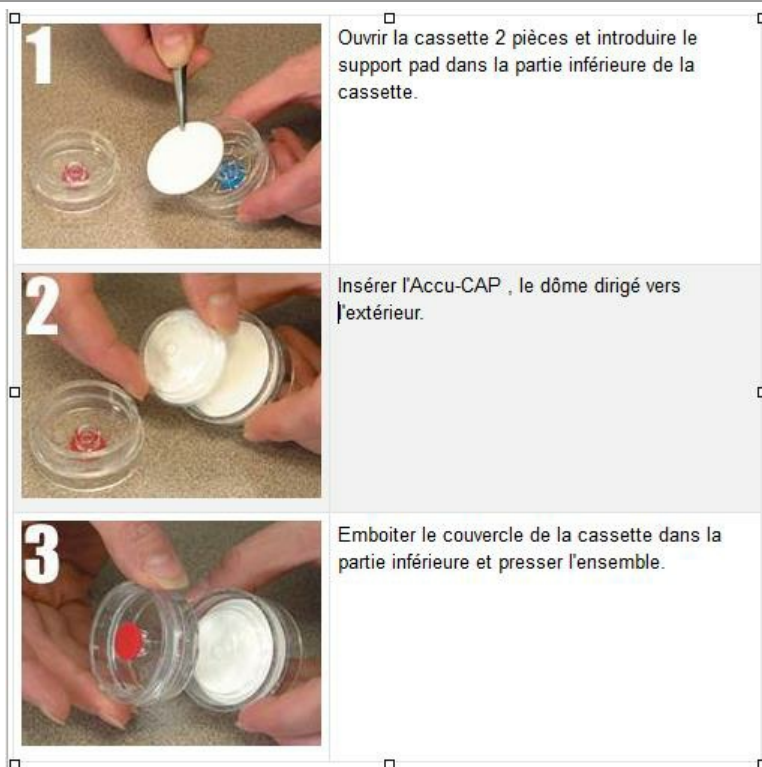 1
Ouvrir la cassette 2 pièces et introduire le
support pad dans la partie inférieure de la
cassette.
2
Insérer l'Accu-CAP , le dôme dirigé vers
l'extérieur.
3
Emboiter le couvercle de la cassette dans la
partie inférieure et presser l'ensemble.